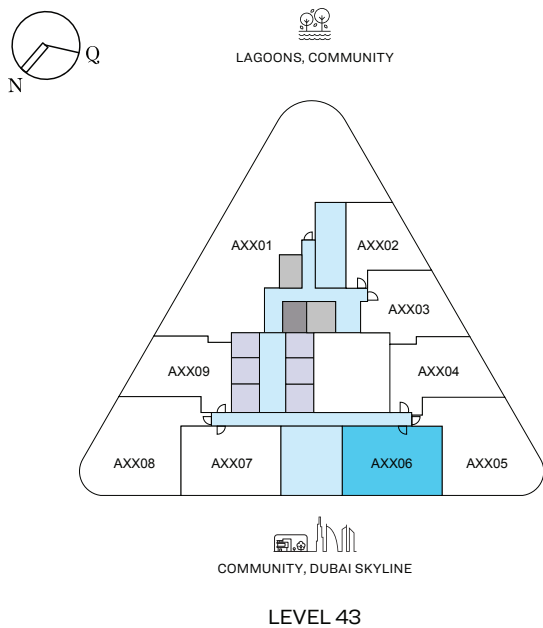 Q
N
LAGOONS, COMMUNITY
AXX01
AXX02
AXX03
AXX09
AXX04
AXX08
AXX07
AXX06
AXX05
COMMUNITY, DUBAI SKYLINE
LEVEL 43